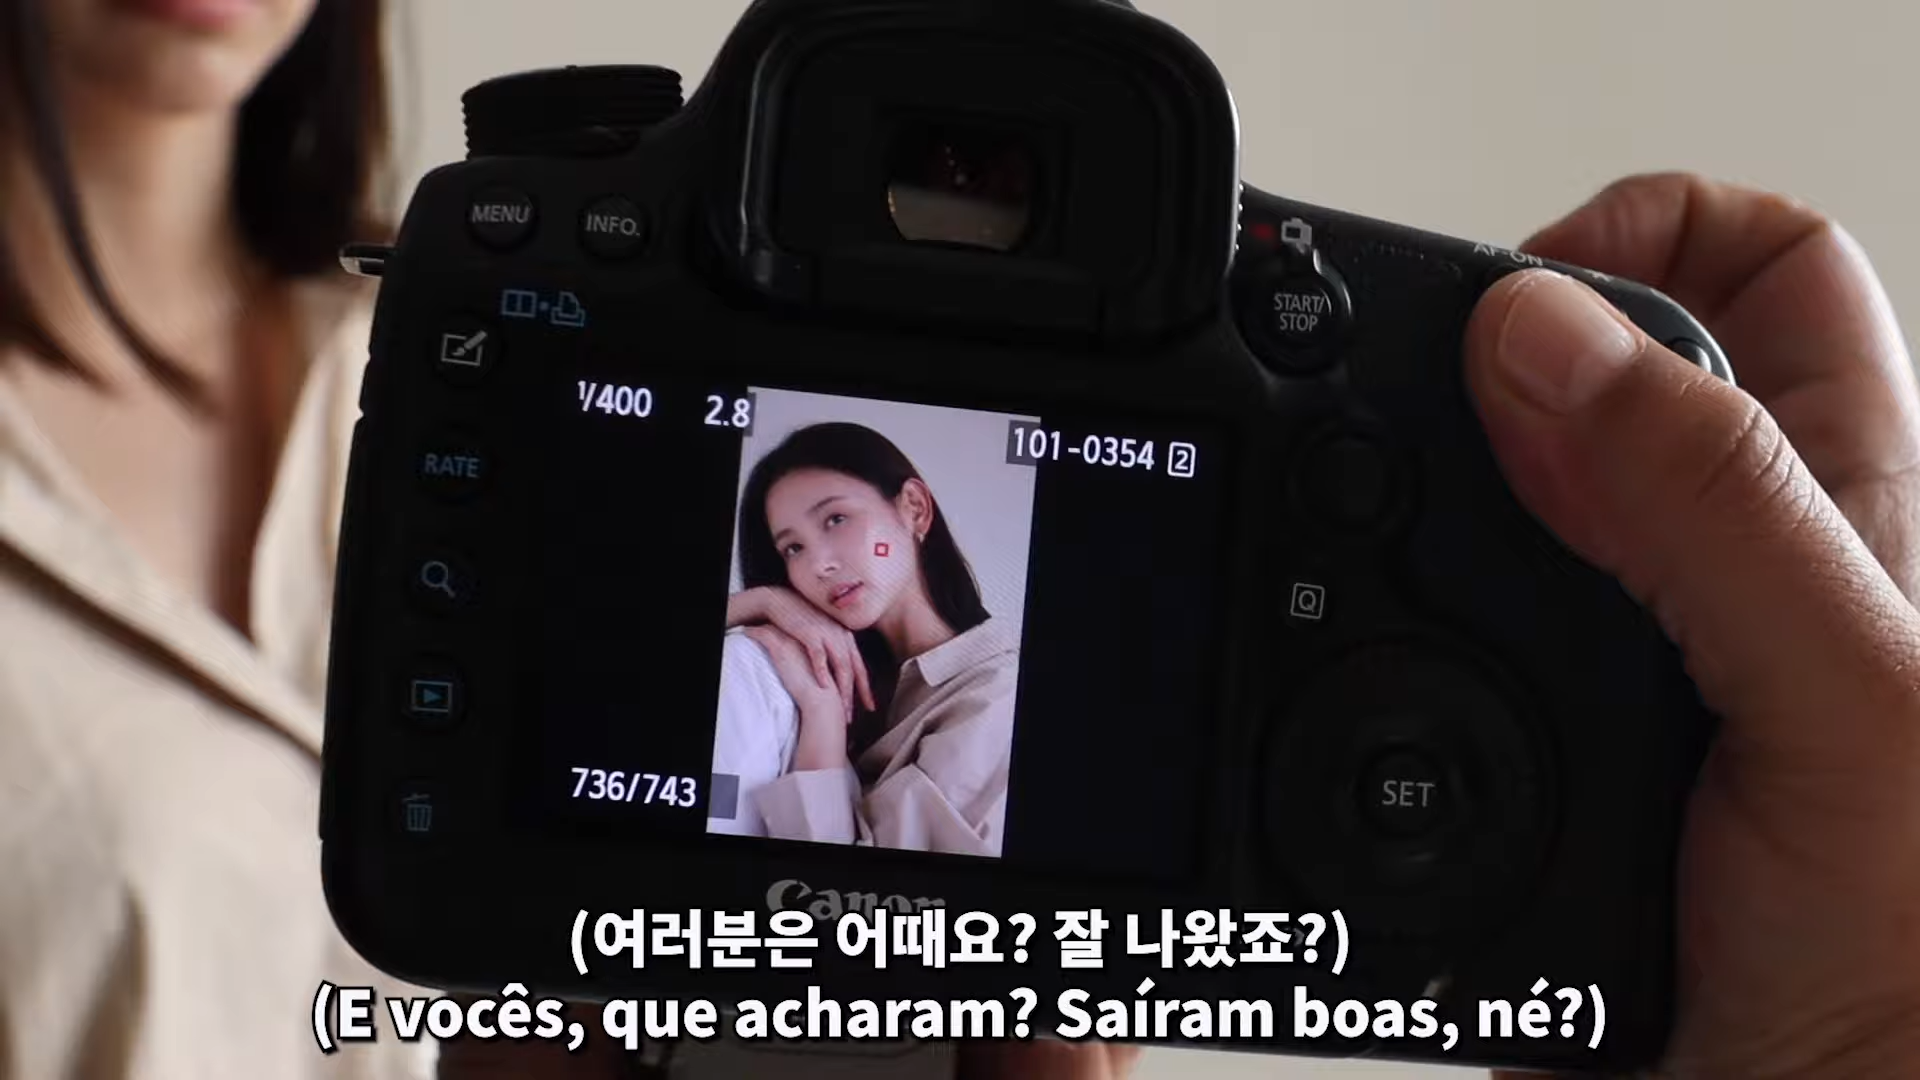 MENU
INFO.
START/
STOP
AF-ON
1/400
2.8
101-0354 2
RATE
Q
736/743
SET
Canon
(여러분은 어때요? 잘 나왔죠?)
(E vocês, que acharam? Saíram boas, né?)